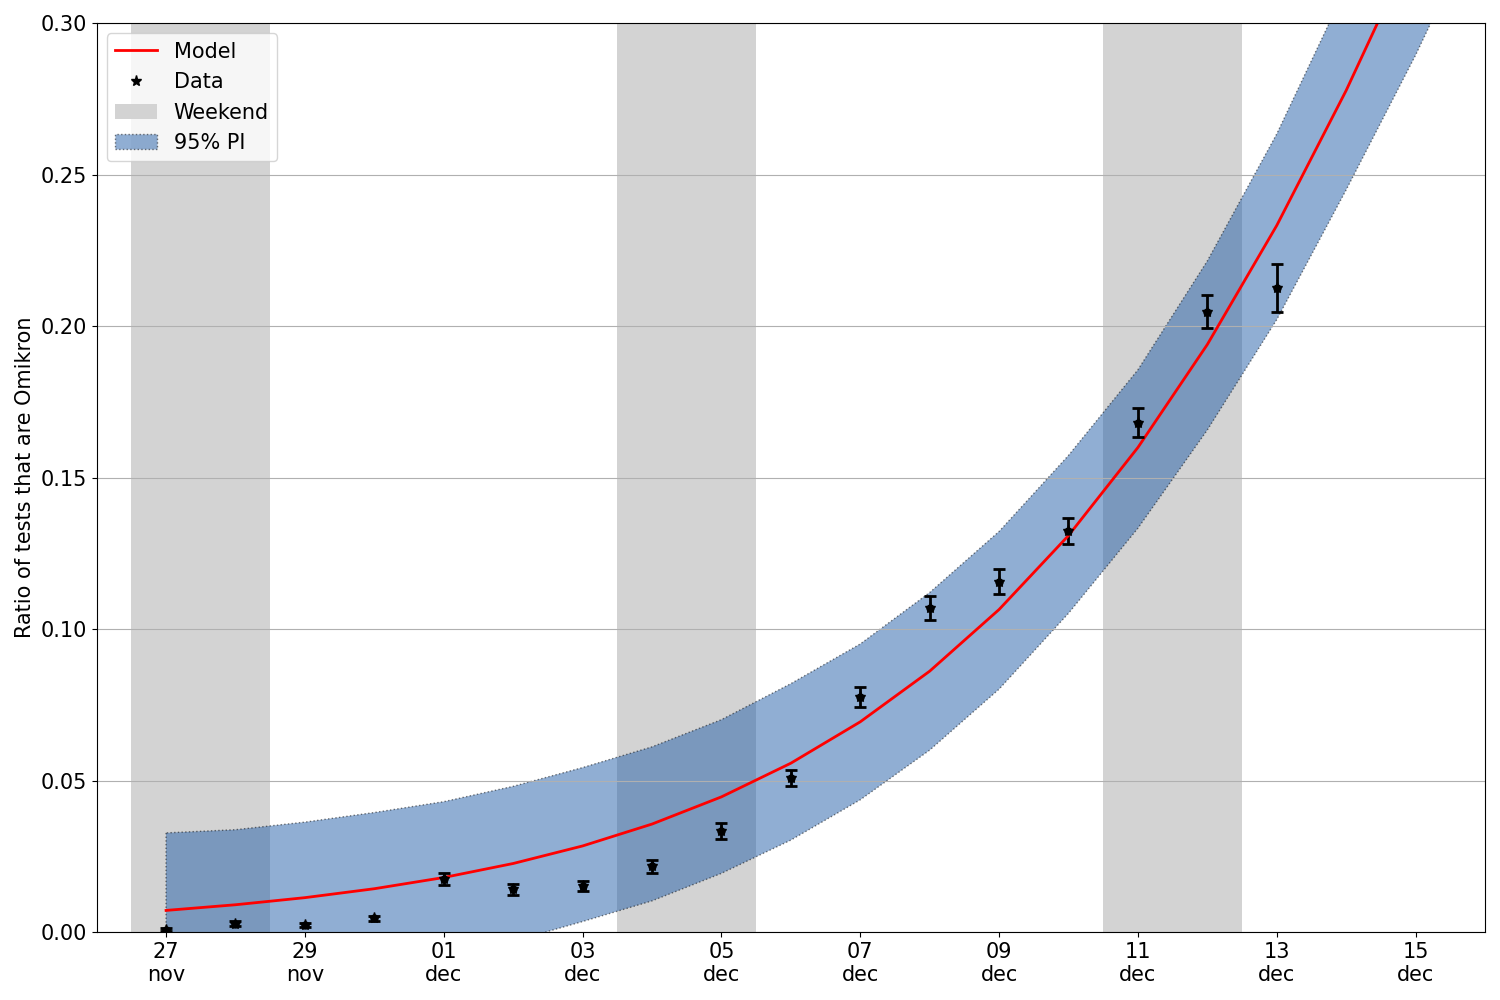 0.30
0.25
0.20
0.15
0.10
0.05
0.00
Ratio of tests that are Omikron
Model
Data
Weekend
95% PI
27 29 01 03 05 07 09 11 13 15
nov nov dec dec dec dec dec dec dec dec